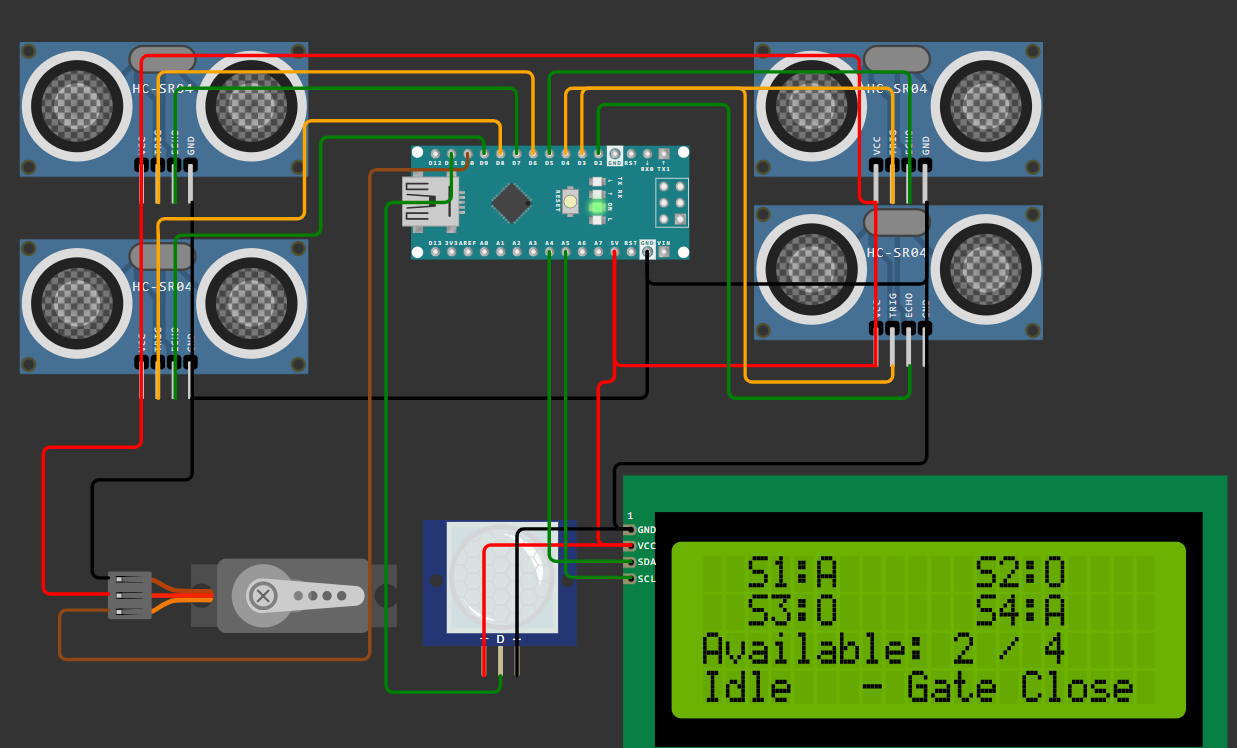 HC-SR04
VCC
TRIG
ECHO
GND
HC-SR04
VCC
TRIG
ECHO
GND
D12 D11 D10 D9 D8 D7 D6 D5 D4 D3 D2 GND RST RX0 TX1
RESET
TX RX
ON L
D13 3V3 AREF A0 A1 A2 A3 A4 A5 A6 A7 5V RST GND VIN
HC-SR04
VCC
TRIG
ECHO
GND
HC-SR04
VCC
TRIG
ECHO
GND
+ D -
1
GND
VCC
SDA
SCL
S1:A S2:O
S3:O S4:A
Available: 2 / 4
Idle - Gate Close